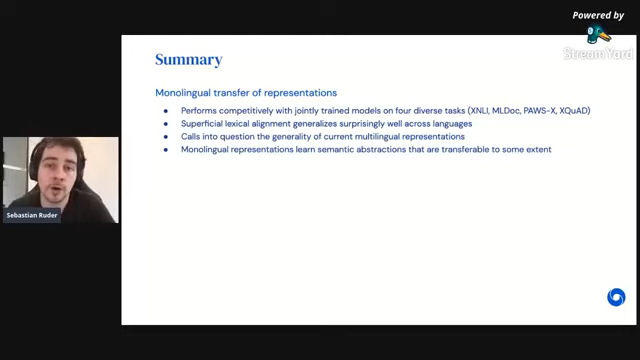 Powered by
StreamYard
Summary
Monolingual transfer of representations
● Performs competitively with jointly trained models on four diverse tasks (XNLI, MLDoc, PAWS-X, XQuAD)
● Superficial lexical alignment generalizes surprisingly well across languages
● Calls into question the generality of current multilingual representations
● Monolingual representations learn semantic abstractions that are transferable to some extent
Sebastian Ruder